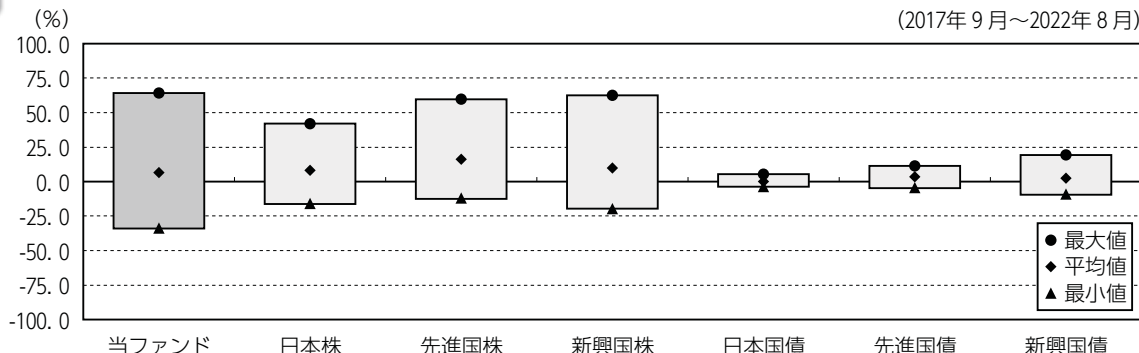 (%)
(2017年9月～2022年8月)
100.0
75.0
50.0
25.0
0.0
-25.0
-50.0
-75.0
-100.0
● 最大値
◆ 平均値
▲ 最小値
当ファンド 日本株 先進国株 新興国株 日本国債 先進国債 新興国債